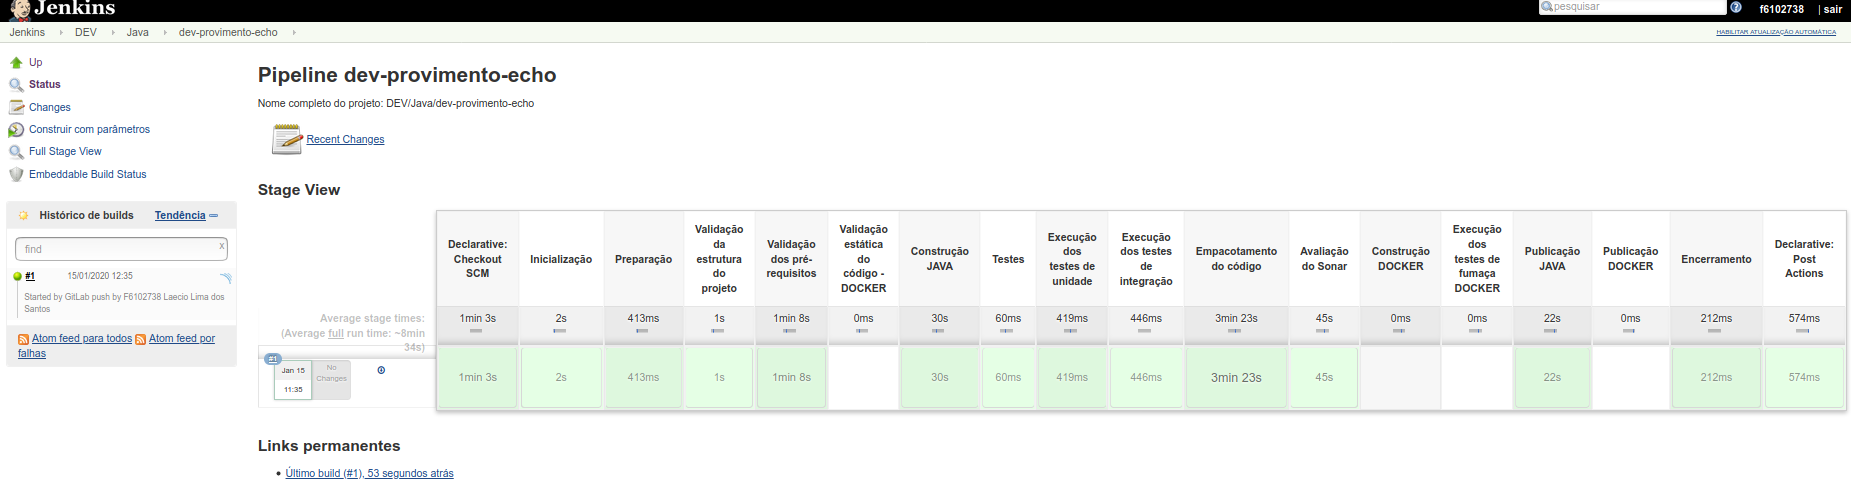 Jenkins
pesquisar
f6102738
| sair
Jenkins
DEV
Java
dev-provimento-echo
HABILITAR ATUALIZAÇÃO AUTOMÁTICA
Up
Status
Changes
Construir com parâmetros
Full Stage View
Embeddable Build Status
Histórico de builds
Tendência
find
x
#1
15/01/2020 12:35
Started by GitLab push by F6102738 Laecio Lima dos
Santos
Atom feed para todos
Atom feed por
falhas
Pipeline dev-provimento-echo
Nome completo do projeto: DEV/Java/dev-provimento-echo
Recent Changes
Stage View
Declarative:
Checkout
SCM
Inicialização
Preparação
Validação
da
estrutura do
projeto
Validação
dos pré-
requisitos
Validação
estática
do
código -
DOCKER
Construção
JAVA
Testes
Execução
dos
testes de
unidade
Execução
dos testes
de
integração
Empacotamento
do código
Avaliação
do Sonar
Construção
DOCKER
Execução
dos
testes de
fumaça
DOCKER
Publicação
JAVA
Publicação
DOCKER
Encerramento
Declarative:
Post
Actions
Average stage times:
(Average full run time: ~8min
34s)
1min 3s
2s
413ms
1s
1min 8s
0ms
30s
60ms
419ms
446ms
3min 23s
45s
0ms
0ms
22s
0ms
212ms
574ms
#1
Jan 15
11:35
No
Changes
1min 3s
2s
413ms
1s
1min 8s
30s
60ms
419ms
446ms
3min 23s
45s
22s
212ms
574ms
Links permanentes
Último build (#1), 53 segundos atrás